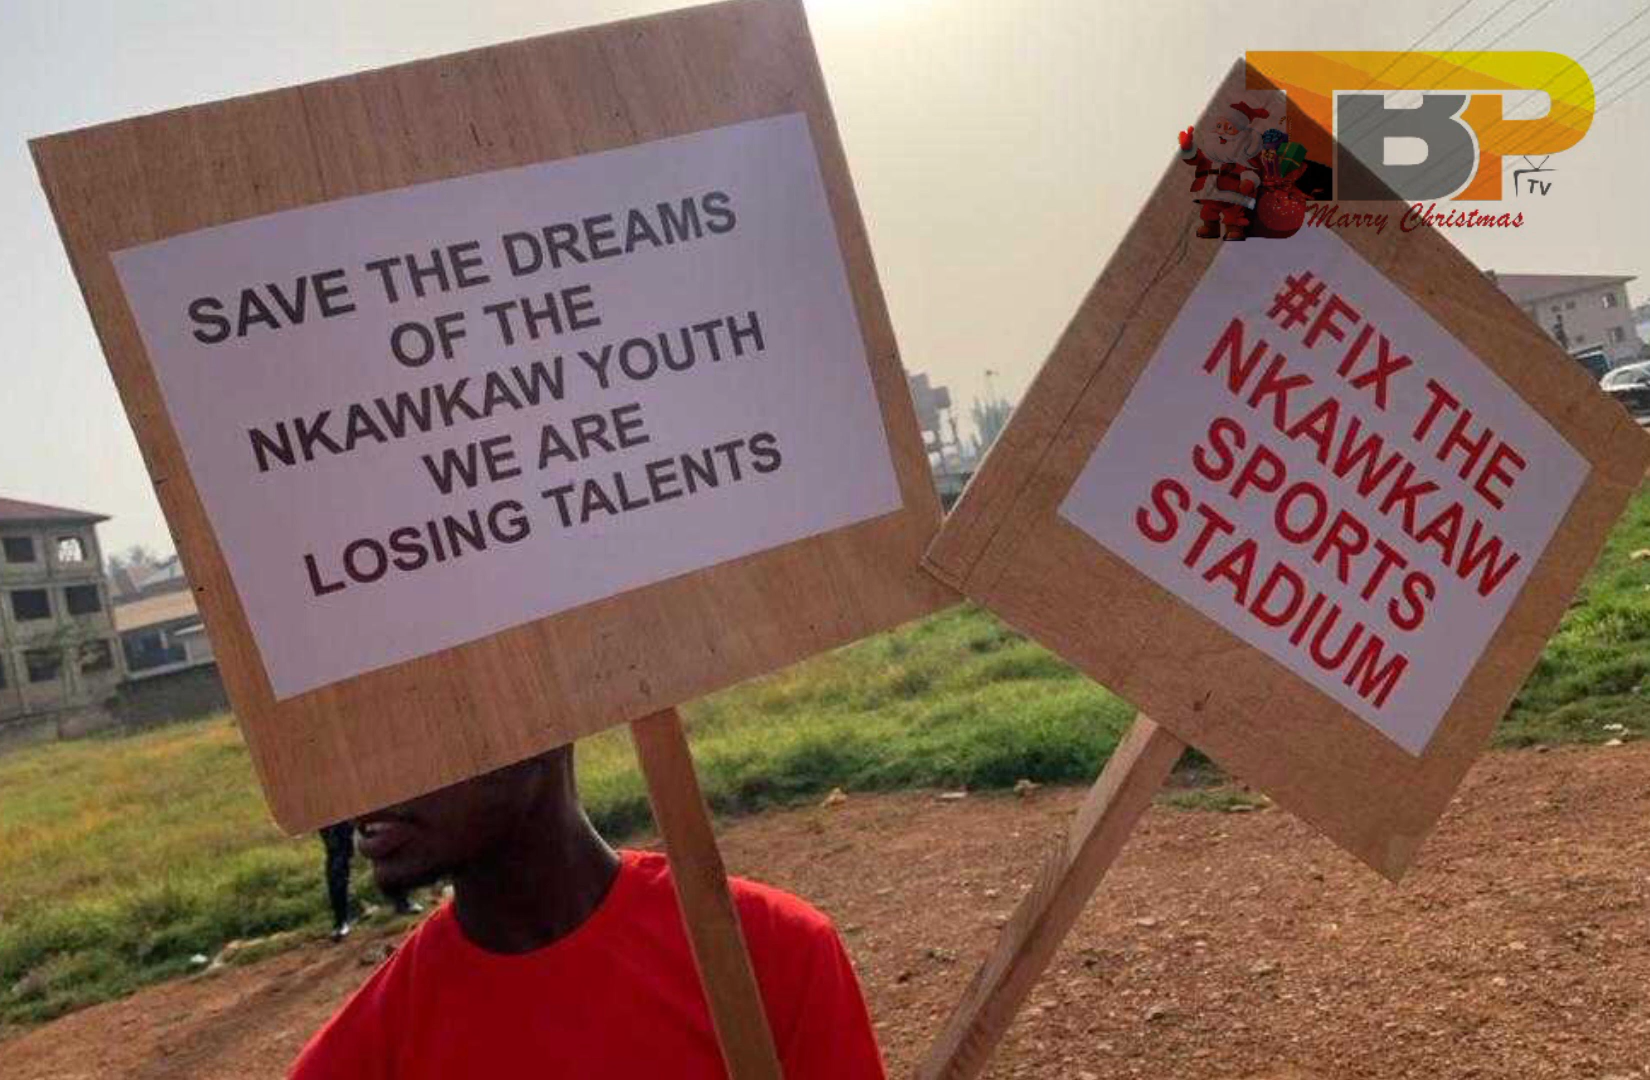 SAVE THE DREAMS
OF THE
NKAWKAW YOUTH
WE ARE
LOSING TALENTS
#FIX THE
NKAWKAW
SPORTS
STADIUM
TBP
TV
Marry Christmas